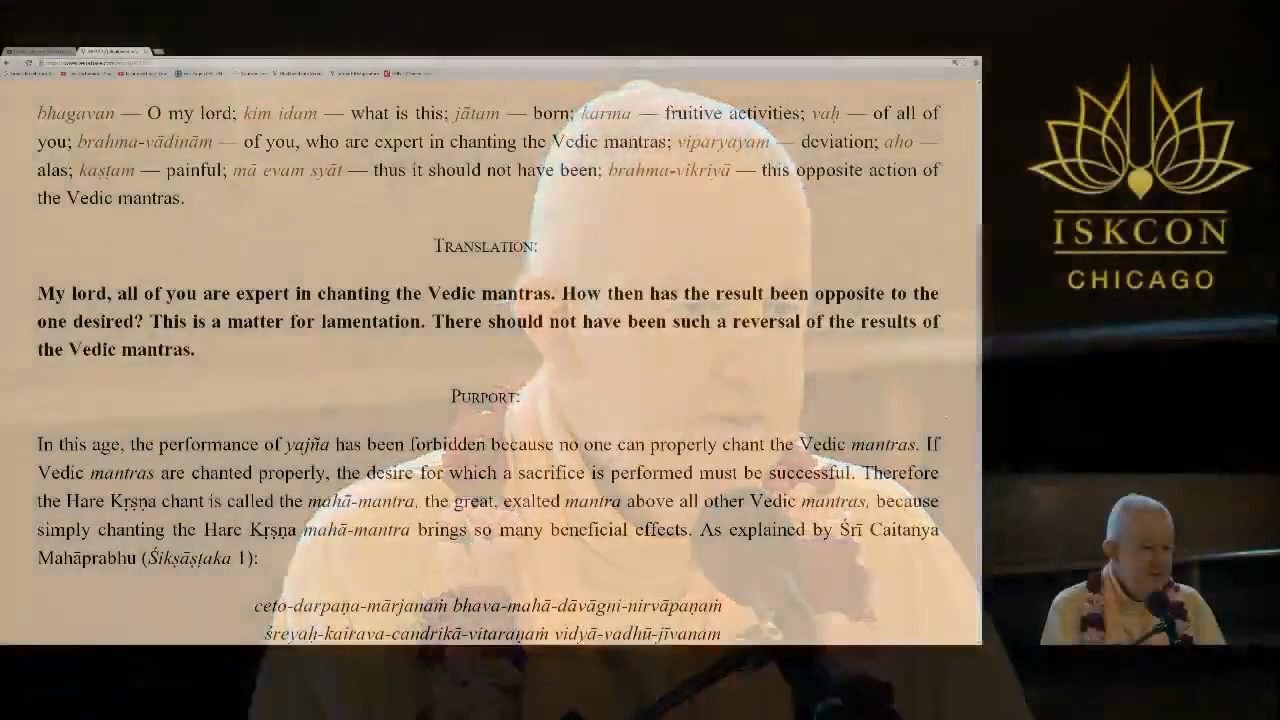 bhagavan — O my lord; kim idam — what is this; jātam — born; karma — fruitive activities; vaḥ — of all of
you; brahma-vādinām — of you, who are expert in chanting the Vedic mantras; viparyayam — deviation; aho —
alas; kaṣṭam — painful; mā evam syāt — thus it should not have been; brahma-vikriyā — this opposite action of
the Vedic mantras.
TRANSLATION:
My lord, all of you are expert in chanting the Vedic mantras. How then has the result been opposite to the
one desired? This is a matter for lamentation. There should not have been such a reversal of the results of
the Vedic mantras.
PURPORT:
In this age, the performance of yajña has been forbidden because no one can properly chant the Vedic mantras. If
Vedic mantras are chanted properly, the desire for which a sacrifice is performed must be successful. Therefore
the Hare Kṛṣṇa chant is called the mahā-mantra, the great, exalted mantra above all other Vedic mantras, because
simply chanting the Hare Kṛṣṇa mahā-mantra brings so many beneficial effects. As explained by Śrī Caitanya
Mahāprabhu (Śikṣāṣṭaka 1):
ceto-darpaṇa-mārjanaṁ bhava-mahā-dāvāgni-nirvāpaṇaṁ
śreyaḥ-kairava-candrikā-vitaraṇaṁ vidyā-vadhū-jīvanam
ISKCON
CHICAGO